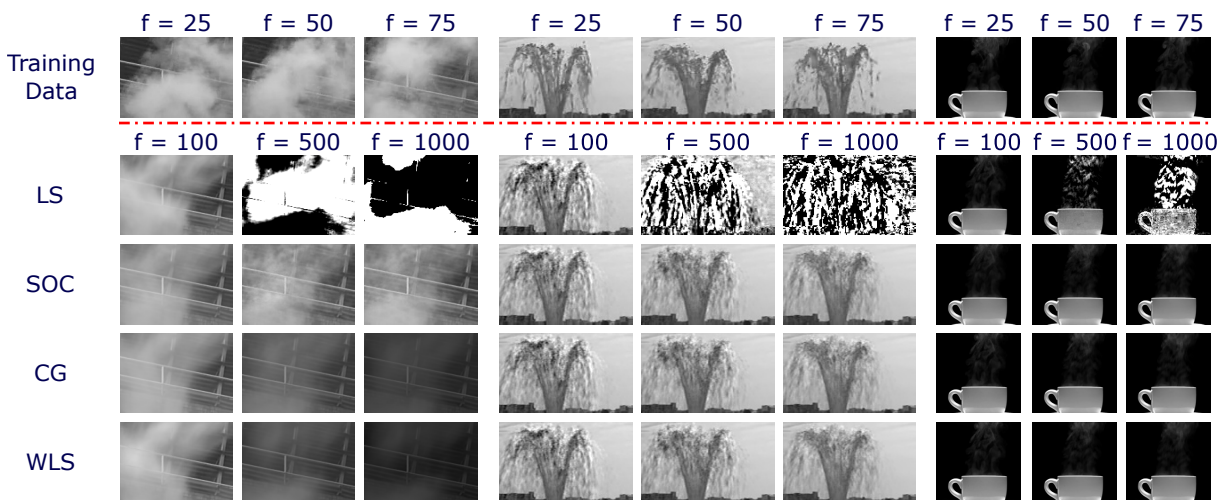 f = 25 f = 50 f = 75 f = 25 f = 50 f = 75 f = 25 f = 50 f = 75
Training
Data
f = 100 f = 500 f = 1000 f = 100 f = 500 f = 1000 f = 100 f = 500 f = 1000
LS
SOC
CG
WLS